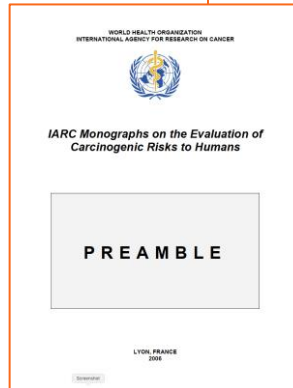 WORLD HEALTH ORGANIZATION
INTERNATIONAL AGENCY FOR RESEARCH ON CANCER
IARC Monographs on the Evaluation of
Carcinogenic Risks to Humans
PREAMBLE
LYON, FRANCE
2006
Screenshot